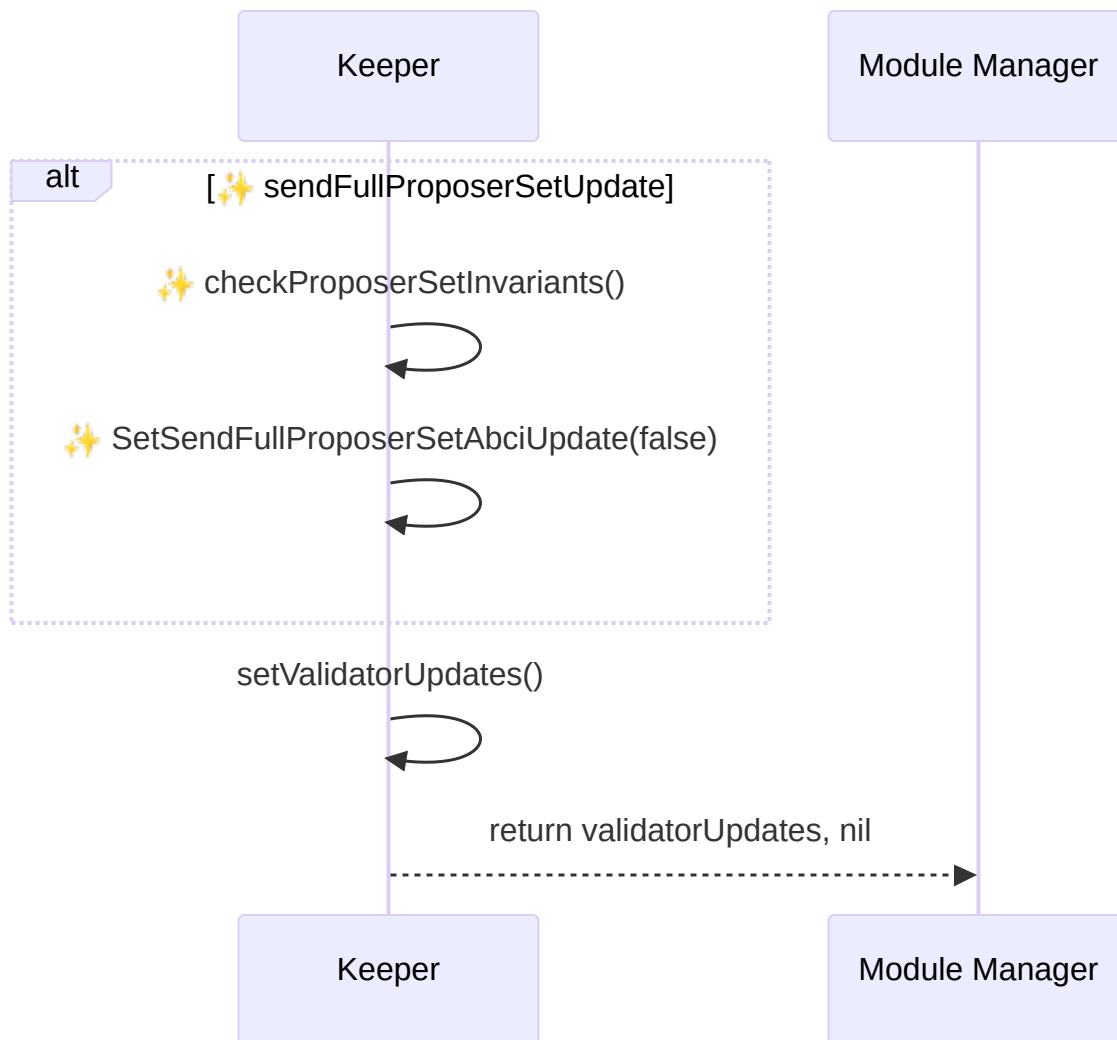 Keeper
Module Manager
alt
[✨ sendFullProposerSetUpdate]
✨ checkProposerSetInvariants()
✨ SetSendFullProposerSetAbciUpdate(false)
setValidatorUpdates()
return validatorUpdates, nil
Keeper
Module Manager